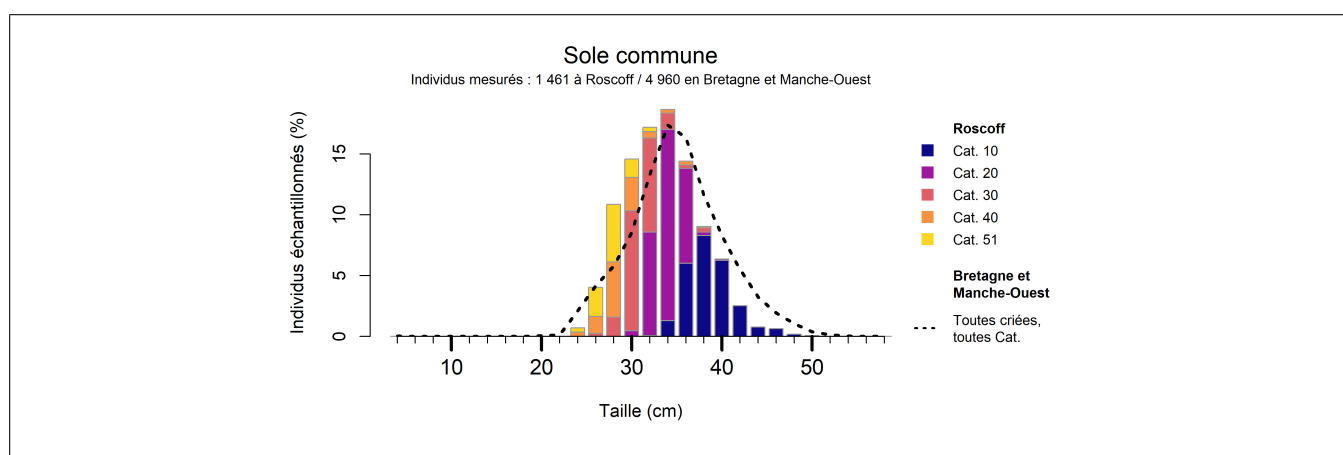 Sole commune
Individus mesurés : 1 461 à Roscoff / 4 960 en Bretagne et Manche-Ouest
Individus échantillonnés (%)
15
10
5
0
10 20 30 40 50
Taille (cm)
Roscoff
Cat. 10
Cat. 20
Cat. 30
Cat. 40
Cat. 51
Bretagne et
Manche-Ouest
Toutes criées,
toutes Cat.